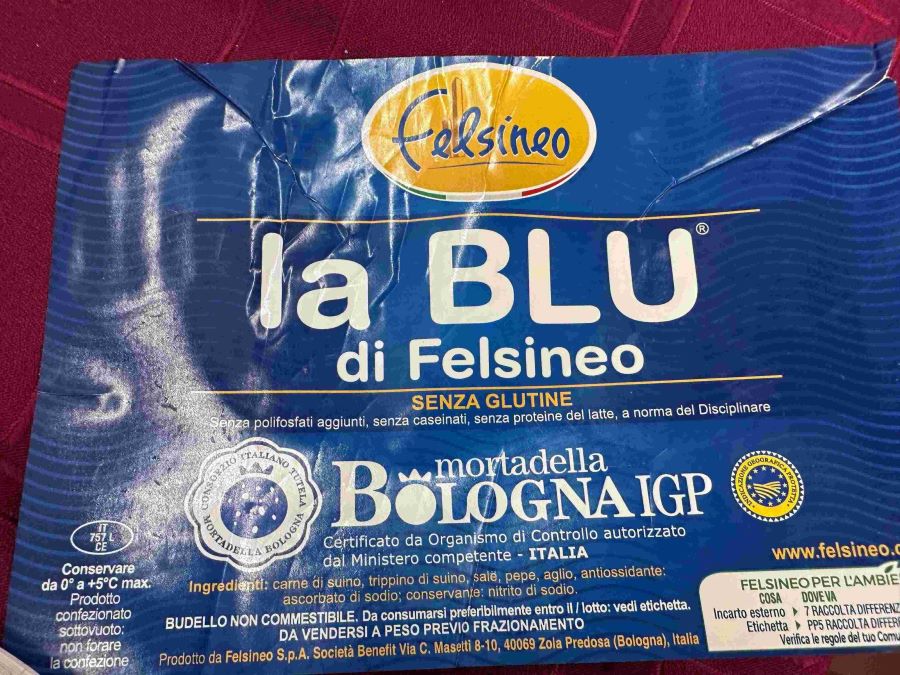 Felsineo
la BLU®
di Felsineo
SENZA GLUTINE
Senza polifosfati aggiunti, senza caseinati, senza proteine del latte, a norma del Disciplinare
CONSORZIO ITALIANO TUTELA
MORTADELLA BOLOGNA
mortadella
BOLOGNA IGP
INDICAZIONE GEOGRAFICA PROTETTA
Certificato da Organismo di Controllo autorizzato
dal Ministero competente - ITALIA
IT
757 L
CE
www.felsineo.
Conservare
da 0° a +5°C max.
Prodotto
confezionato
sottovuoto:
non forare
la confezione
Ingredienti: carne di suino, trippino di suino, sale, pepe, aglio, antiossidante:
ascorbato di sodio; conservante: nitrito di sodio.
BUDELLO NON COMMESTIBILE. Da consumarsi preferibilmente entro il / lotto: vedi etichetta.
DA VENDERSI A PESO PREVIO FRAZIONAMENTO
Prodotto da Felsineo S.p.A. Società Benefit Via C. Masetti 8-10, 40069 Zola Predosa (Bologna), Italia
FELSINEO PER L'AMBIE
COSA DOVE VA
Incarto esterno 7 RACCOLTA DIFFERENZ
Etichetta PP5 RACCOLTA DIFFER
Verifica le regole del tuo Comu